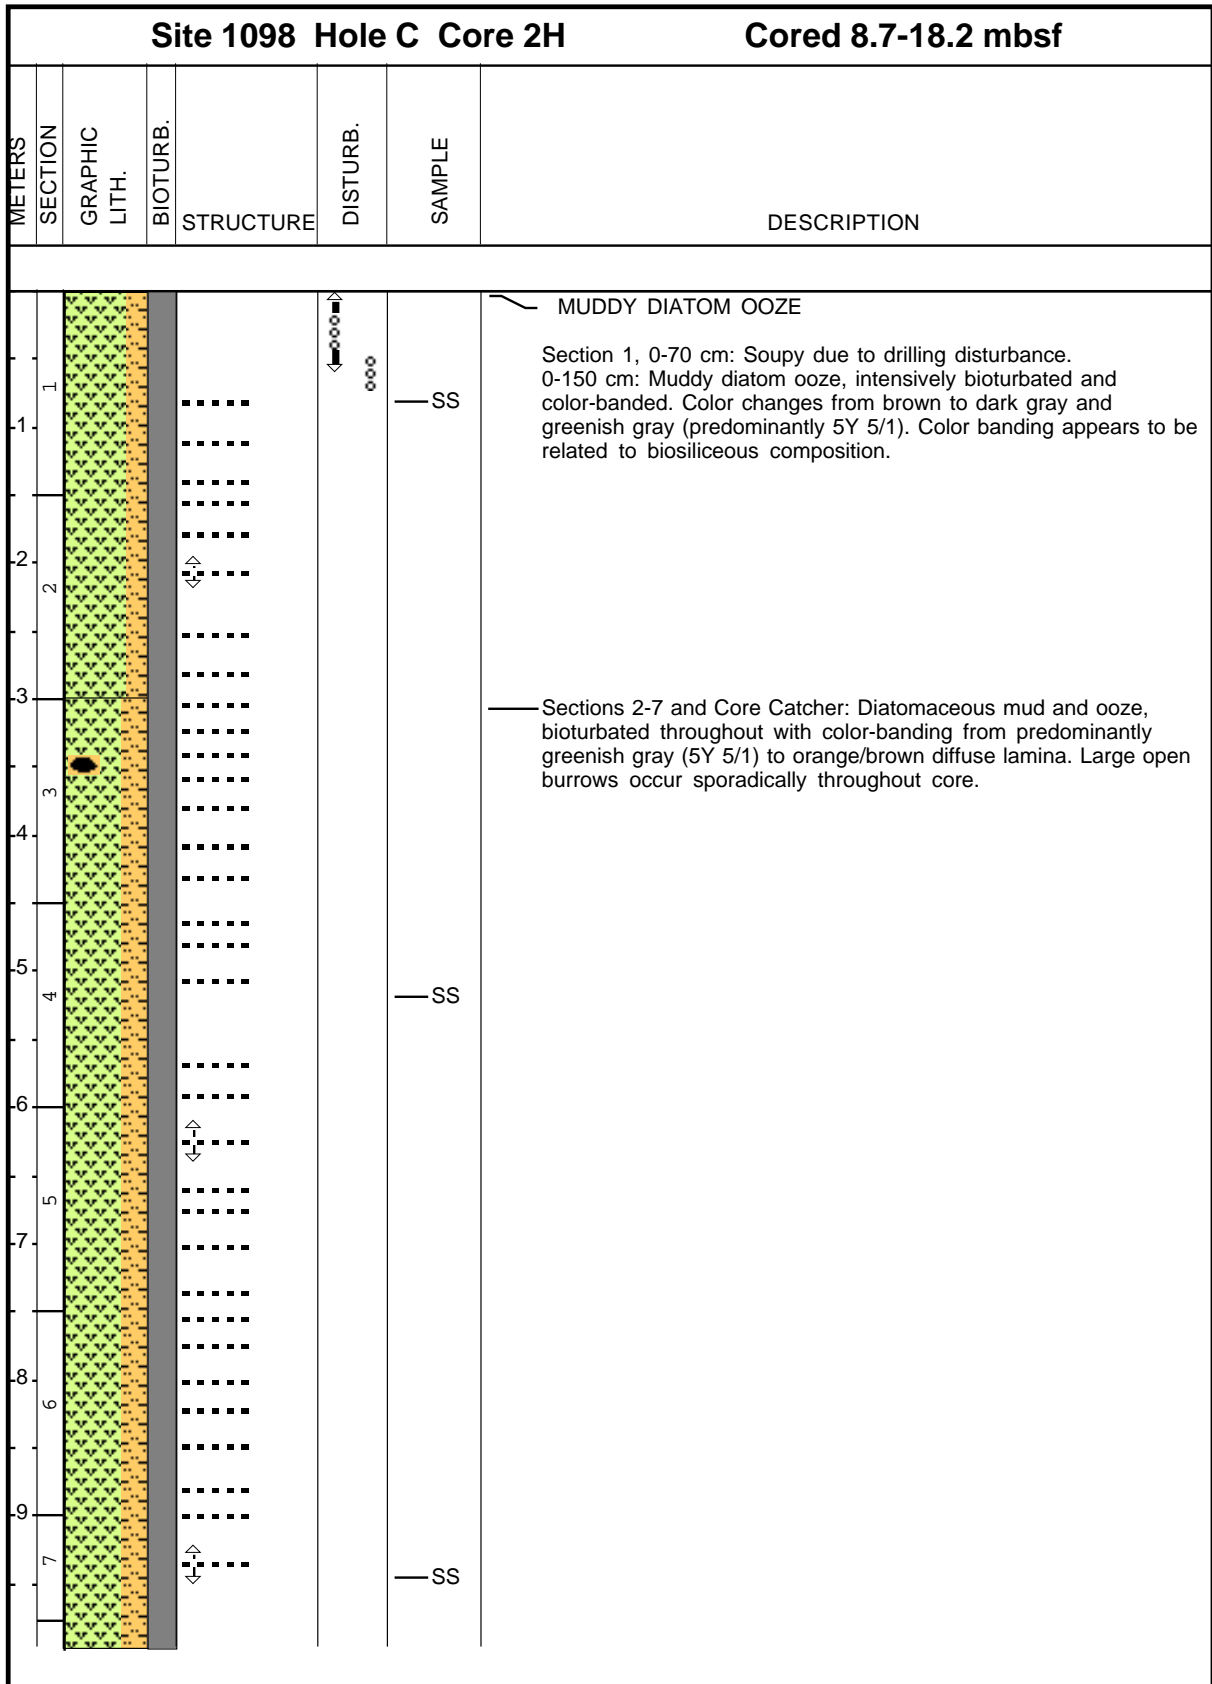 Site 1098 Hole C Core 2H Cored 8.7-18.2 mbsf
METERS
SECTION
GRAPHIC
LITH.
BIOTURB.
STRUCTURE
DISTURB.
SAMPLE
DESCRIPTION
MUDDY DIATOM OOZE
Section 1, 0-70 cm: Soupy due to drilling disturbance.
0-150 cm: Muddy diatom ooze, intensively bioturbated and
color-banded. Color changes from brown to dark gray and
greenish gray (predominantly 5Y 5/1). Color banding appears to be
related to biosiliceous composition.
1
SS
1
2
2
3
Sections 2-7 and Core Catcher: Diatomaceous mud and ooze,
bioturbated throughout with color-banding from predominantly
greenish gray (5Y 5/1) to orange/brown diffuse lamina. Large open
burrows occur sporadically throughout core.
3
4
5
4
SS
6
5
7
8
6
9
7
SS